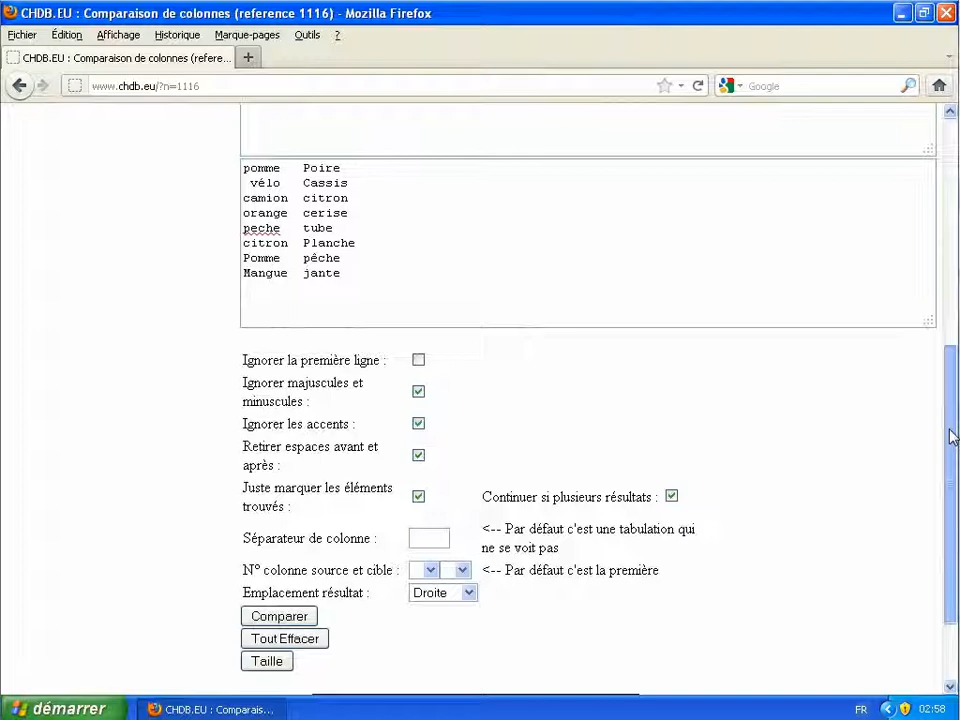 CHDB.EU : Comparaison de colonnes (reference 1116) - Mozilla Firefox
Fichier Édition Affichage Historique Marque-pages Outils ?
CHDB.EU : Comparaison de colonnes (refere... +
www.chdb.eu/?n=1116 Google
pomme Poire
vélo Cassis
camion citron
orange cerise
peche tube
citron Planche
Pomme pêche
Mangue jante
Ignorer la première ligne :
Ignorer majuscules et
minuscules :
Ignorer les accents :
Retirer espaces avant et
après :
Juste marquer les éléments
trouvés :
Continuer si plusieurs résultats :
Séparateur de colonne :
<-- Par défaut c'est une tabulation qui
ne se voit pas
N° colonne source et cible : <-- Par défaut c'est la première
Emplacement résultat : Droite
Comparer
Tout Effacer
Taille
démarrer CHDB.EU : Comparais... FR 02:58